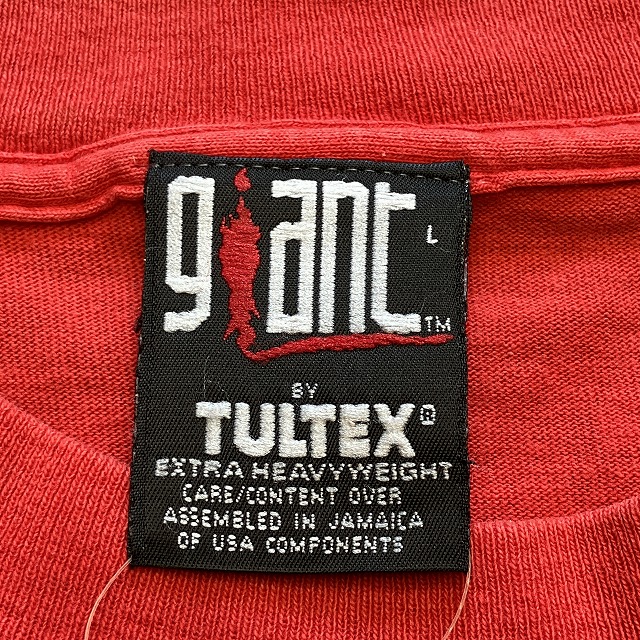 giant L
TM
BY
TULTEX®
EXTRA HEAVYWEIGHT
CARE/CONTENT OVER
ASSEMBLED IN JAMAICA
OF USA COMPONENTS